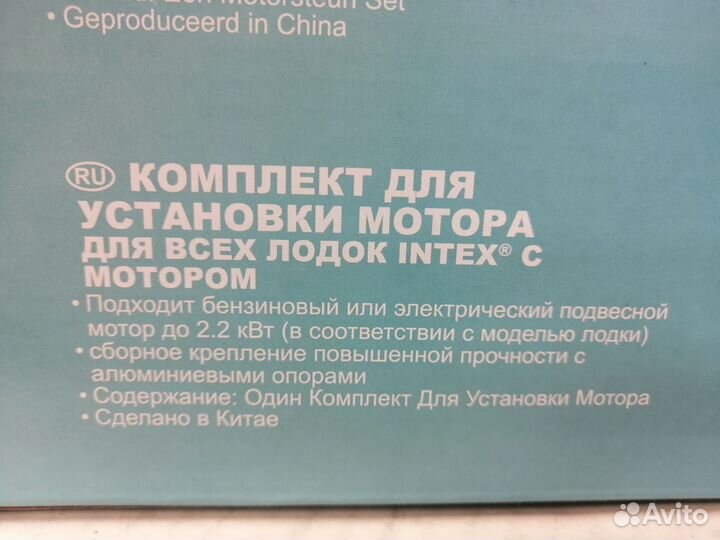 Motorsteun Set
• Geproduceerd in China
RU КОМПЛЕКТ ДЛЯ
УСТАНОВКИ МОТОРА
ДЛЯ ВСЕХ ЛОДОК INTEX® С
МОТОРОМ
• Подходит бензиновый или электрический подвесной
мотор до 2.2 кВт (в соответствии с моделью лодки)
• сборное крепление повышенной прочности с
алюминиевыми опорами
• Содержание: Один Комплект Для Установки Мотора
• Сделано в Китае
Avito